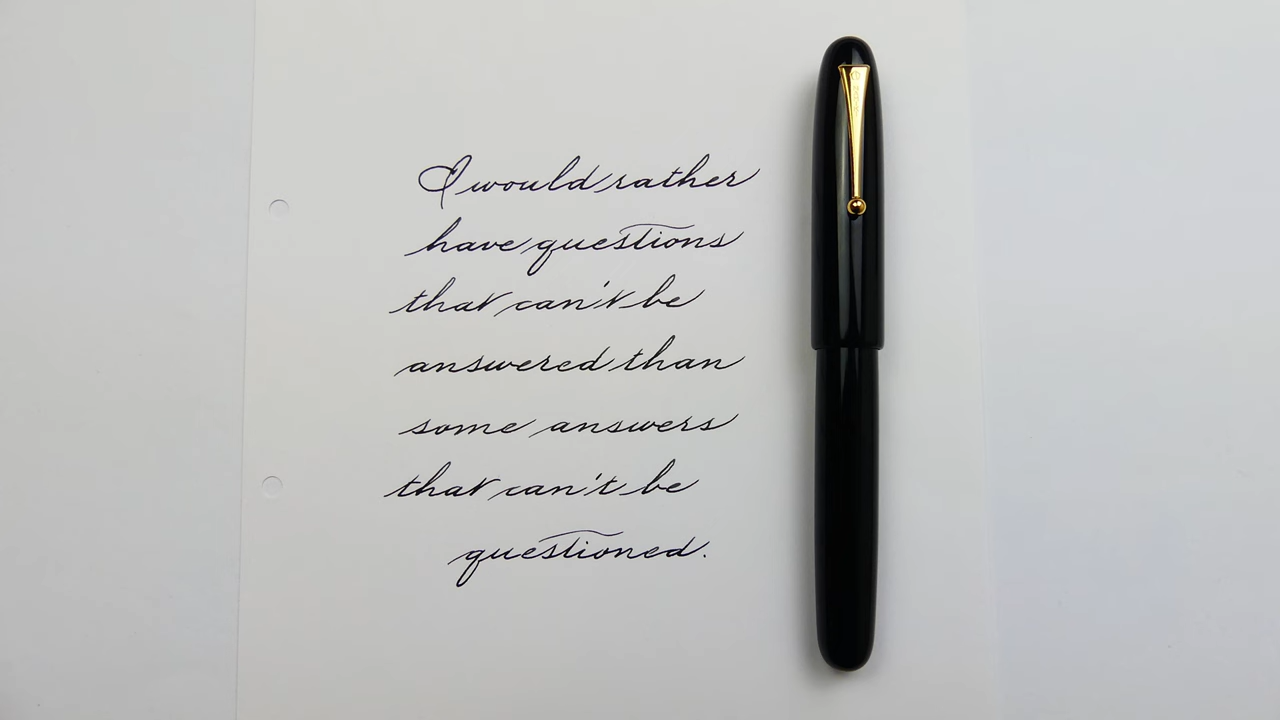 I would rather
have questions
that can't be
answered than
some answers
that can't be
questioned.